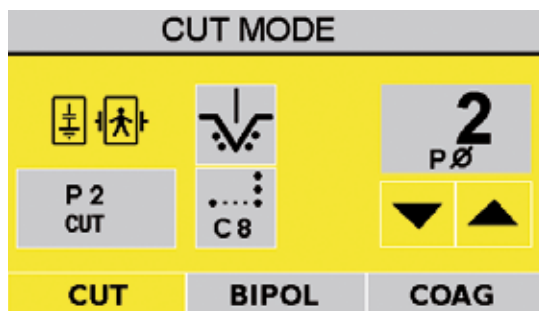 CUT MODE
2
PØ
P 2
CUT
C 8
CUT BIPOL COAG